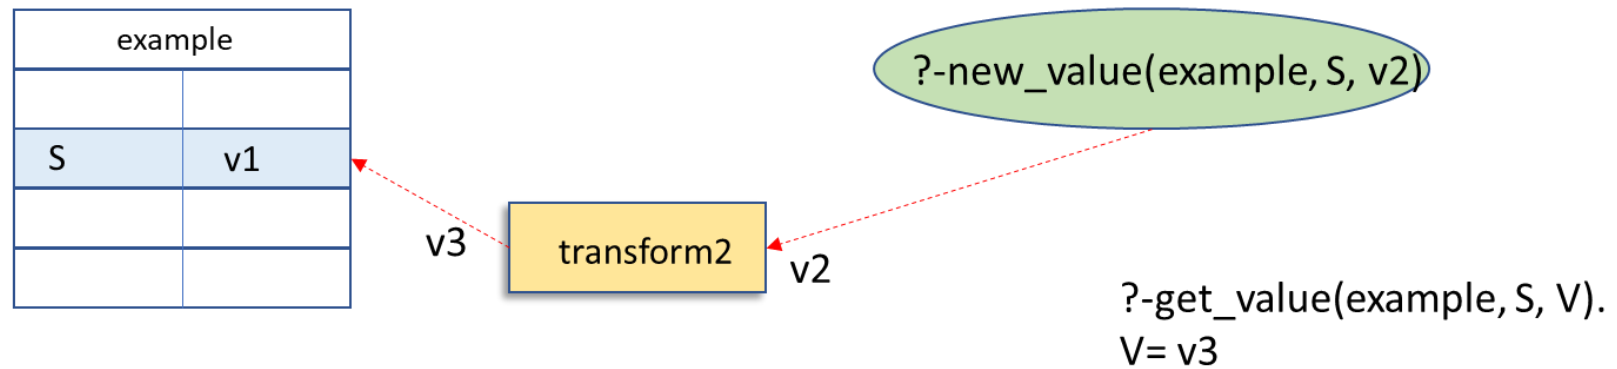 example
?-new_value(example, S, v2)
S v1
v3
transform2
v2
?-get_value(example, S, V).
V= v3